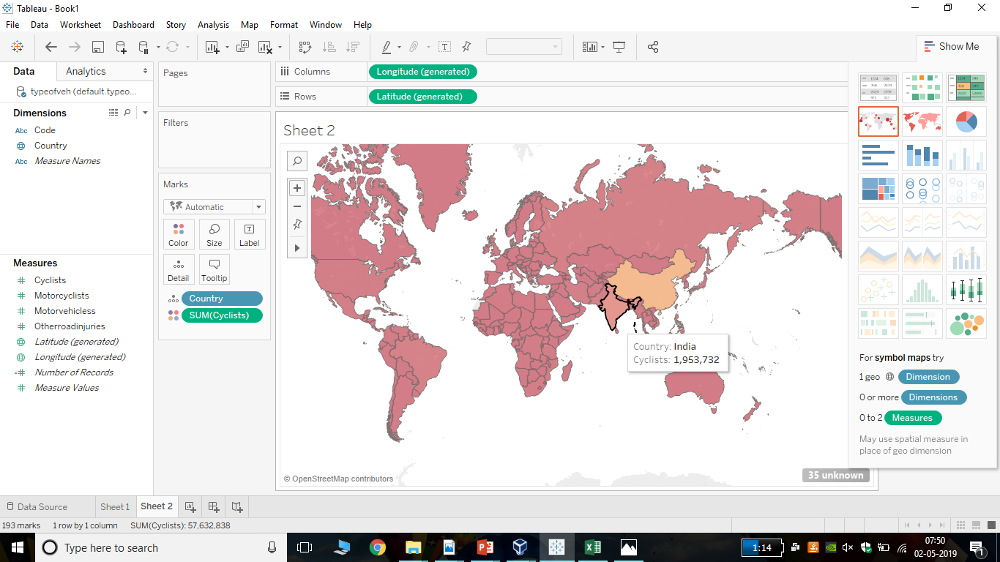 Tableau - Book1
File Data Worksheet Dashboard Story Analysis Map Format Window Help
Show Me
Data Analytics
typeofveh (default.typeo...
Dimensions
Abc Code
Country
Abc Measure Names
Measures
Cyclists
Motorcyclists
Motorvehicless
Otherroadinjuries
Latitude (generated)
Longitude (generated)
Number of Records
Measure Values
Pages
Filters
Marks
Automatic
Color Size Label
Detail Tooltip
Country
SUM(Cyclists)
Columns Longitude (generated)
Rows Latitude (generated)
Sheet 2
Country: India
Cyclists: 1,953,732
© OpenStreetMap contributors
35 unknown
For symbol maps try
1 geo Dimension
0 or more Dimensions
0 to 2 Measures
May use spatial measure in
place of geo dimension
Data Source Sheet 1 Sheet 2
193 marks 1 row by 1 column SUM(Cyclists): 57,632,838
Type here to search
1:14
07:50
02-05-2019
1